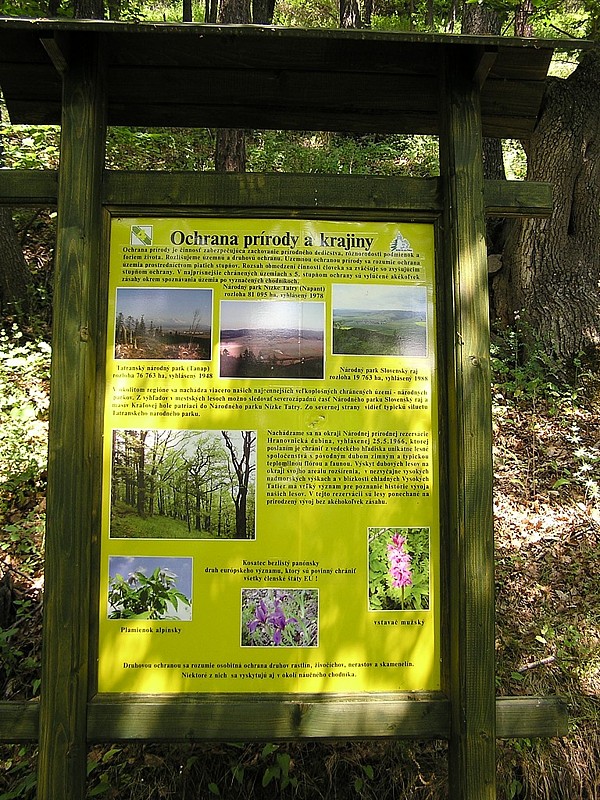 Ochrana prírody a krajiny
Ochrana prírody je činnosť zabezpečujúca zachovanie prírodného dedičstva, rôznorodosti podmienok a
foriem života. Rozlišujeme územnú a druhovú ochranu. Územnou ochranou prírody sa rozumie ochrana
územia prostredníctvom piatich stupňov. Rozsah obmedzení činnosti človeka sa zväčšuje so zvyšujúcim
stupňom ochrany. V najprísnejšie chránených územiach s 5. stupňom ochrany sú vylúčené akékoľvek
zásahy okrem spoznávania územia po vyznačených chodníkoch.
Národný park Nízke Tatry (Napant)
rozloha 81 095 ha, vyhlásený 1978
Tatranský národný park (Tanap)
rozloha 76 763 ha, vyhlásený 1948
Národný park Slovenský raj
rozloha 19 763 ha, vyhlásený 1988
V okolitom regióne sa nachádza viacero našich najcennejších veľkoplošných chránených území - národných
parkov. Z výhľadov v mestských lesoch možno sledovať severozápadnú časť Národného parku Slovenský raj a
masív Kráľovej hole patriaci do Národného parku Nízke Tatry. Zo severnej strany vidieť typickú siluetu
Tatranského národného parku.
Nachádzame sa na okraji Národnej prírodnej rezervácie
Hranovnická dubina, vyhlásenej 25.5.1966, ktorej
poslaním je chrániť z vedeckého hľadiska unikátne lesné
spoločenstvá s pôvodným dubom zimným a typickou
teplomilnou flórou a faunou. Výskyt dubových lesov na
okraji svojho areálu rozšírenia, v nezvyčajne vysokých
nadmorských výškach a v blízkosti chladných Vysokých
Tatier má veľký význam pre poznanie histórie vývoja
našich lesov. V tejto rezervácii sú lesy ponechané na
prirodzený vývoj bez akéhokoľvek zásahu.
Kosatec bezlistý panónsky
druh európskeho významu, ktorý sú povinný chrániť
všetky členské štáty EÚ !
Plamienok alpínsky
vstavač mužský
Druhovou ochranou sa rozumie osobitná ochrana druhov rastlín, živočíchov, nerastov a skamenelín.
Niektoré z nich sa vyskytujú aj v okolí náučného chodníka.